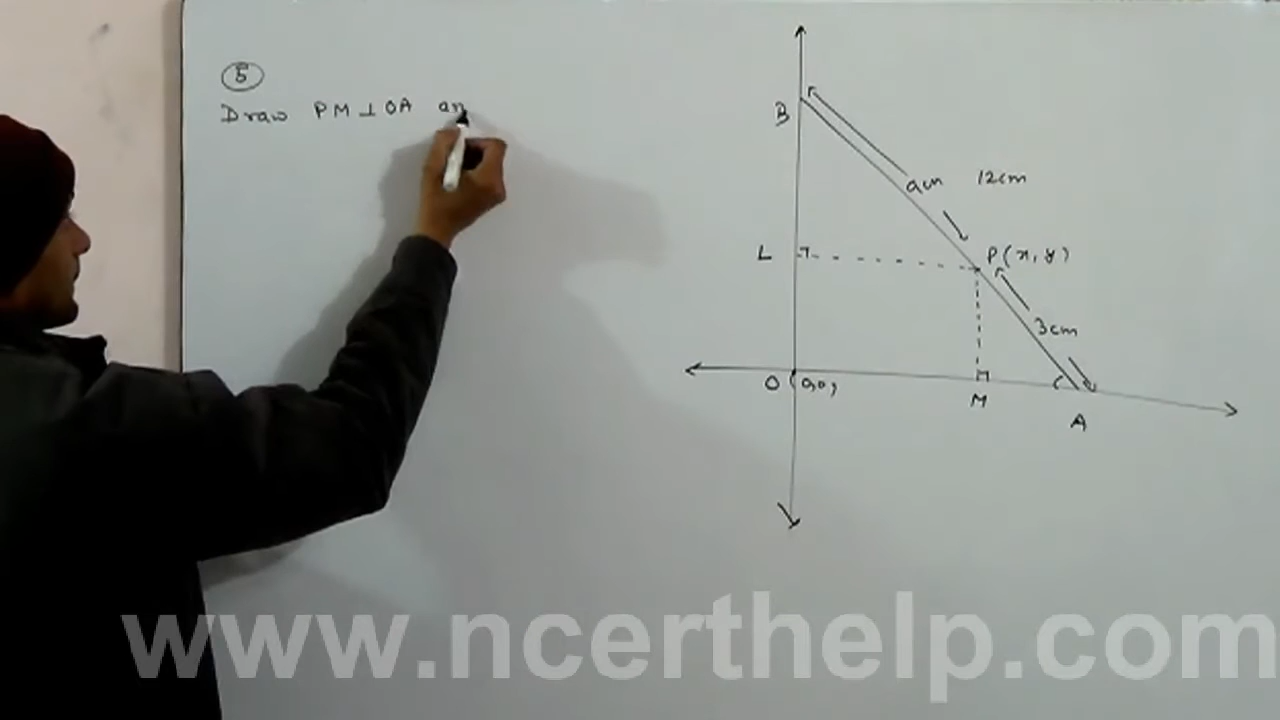 5
Draw PM⊥OA an
B
9cm 12cm
L
P(x, y)
3cm
O(0,0)
M
A
www.ncerthelp.com